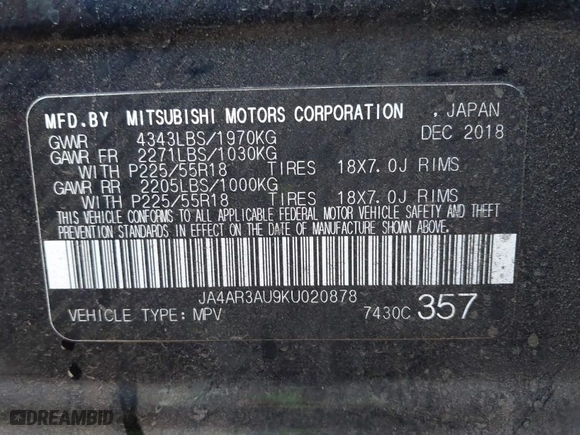 MFD.BY MITSUBISHI MOTORS CORPORATION . JAPAN
GVWR 4343LBS/1970KG DEC 2018
GAWR FR 2271LBS/1030KG
WITH P225/55R18 TIRES 18X7.0J RIMS
GAWR RR 2205LBS/1000KG
WITH P225/55R18 TIRES 18X7.0J RIMS
THIS VEHICLE CONFORMS TO ALL APPLICABLE FEDERAL MOTOR VEHICLE SAFETY AND THEFT
PREVENTION STANDARDS IN EFFECT ON THE DATE OF MANUFACTURE SHOWN ABOVE.
JA4AR3AU9KU020878
VEHICLE TYPE: MPV 7430C 357
DREAMBID